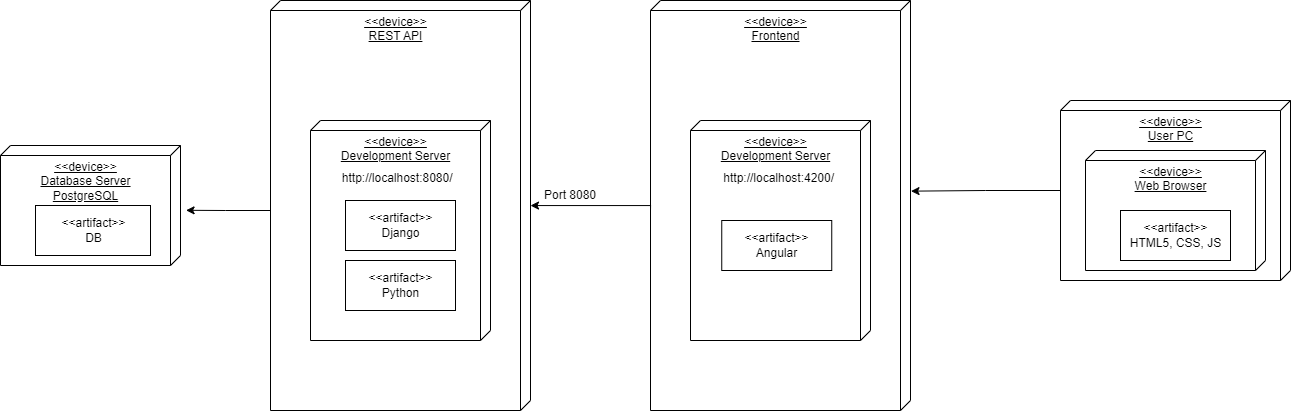 <<device>>
Database Server
PostgreSQL
<<artifact>>
DB
<<device>>
REST API
<<device>>
Development Server
http://localhost:8080/
<<artifact>>
Django
<<artifact>>
Python
Port 8080
<<device>>
Frontend
<<device>>
Development Server
http://localhost:4200/
<<artifact>>
Angular
<<device>>
User PC
<<device>>
Web Browser
<<artifact>>
HTML5, CSS, JS